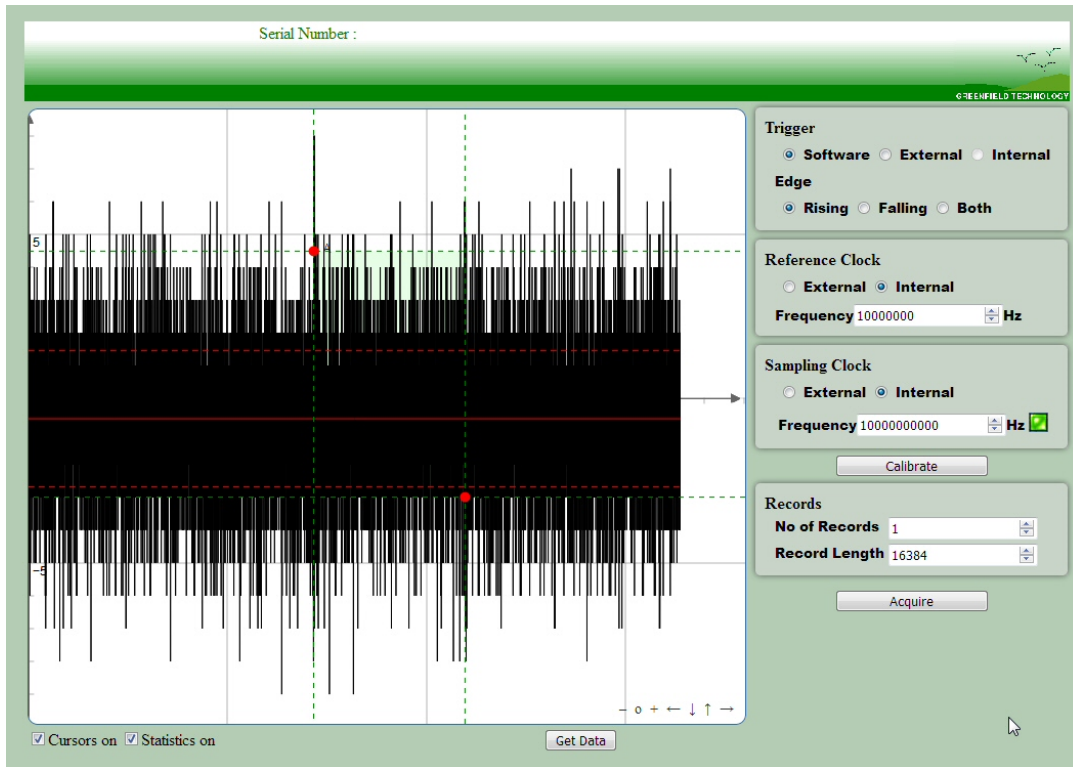 Serial Number :
GREENFIELD TECHNOLOGY
5
A
-5
− o + ← ↓ ↑ →
Cursors on Statistics on
Get Data
Trigger
Software External Internal
Edge
Rising Falling Both
Reference Clock
External Internal
Frequency 10000000 Hz
Sampling Clock
External Internal
Frequency 10000000000 Hz
Calibrate
Records
No of Records 1
Record Length 16384
Acquire